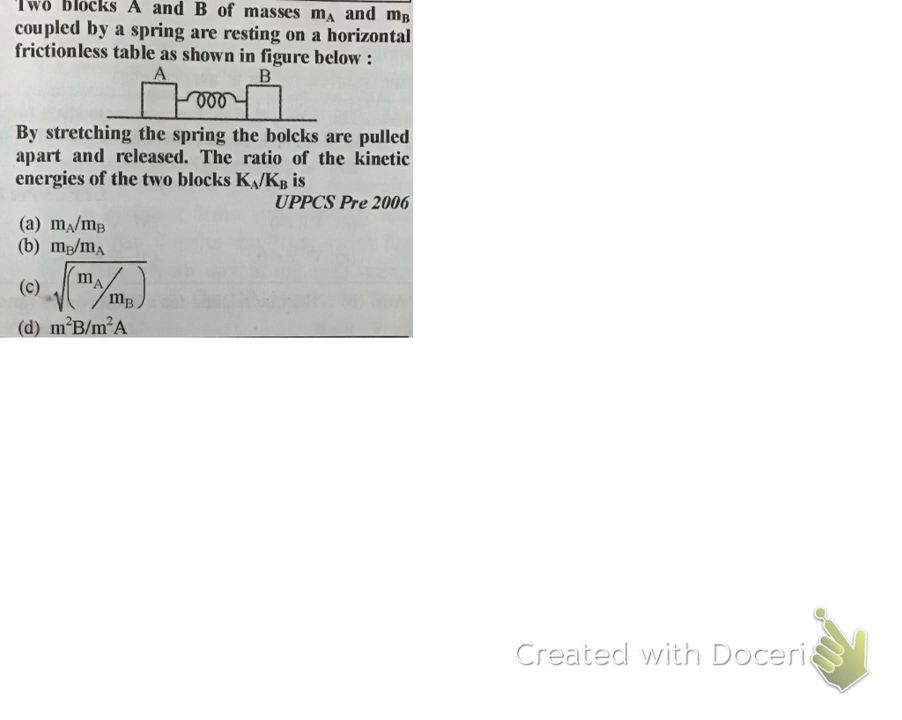 Two blocks A and B of masses mA and mB
coupled by a spring are resting on a horizontal
frictionless table as shown in figure below :
A B
By stretching the spring the bolcks are pulled
apart and released. The ratio of the kinetic
energies of the two blocks KA/KB is
UPPCS Pre 2006
(a) mA/mB
(b) mB/mA
(c) √(mA/mB)
(d) m²B/m²A
Created with Doceri